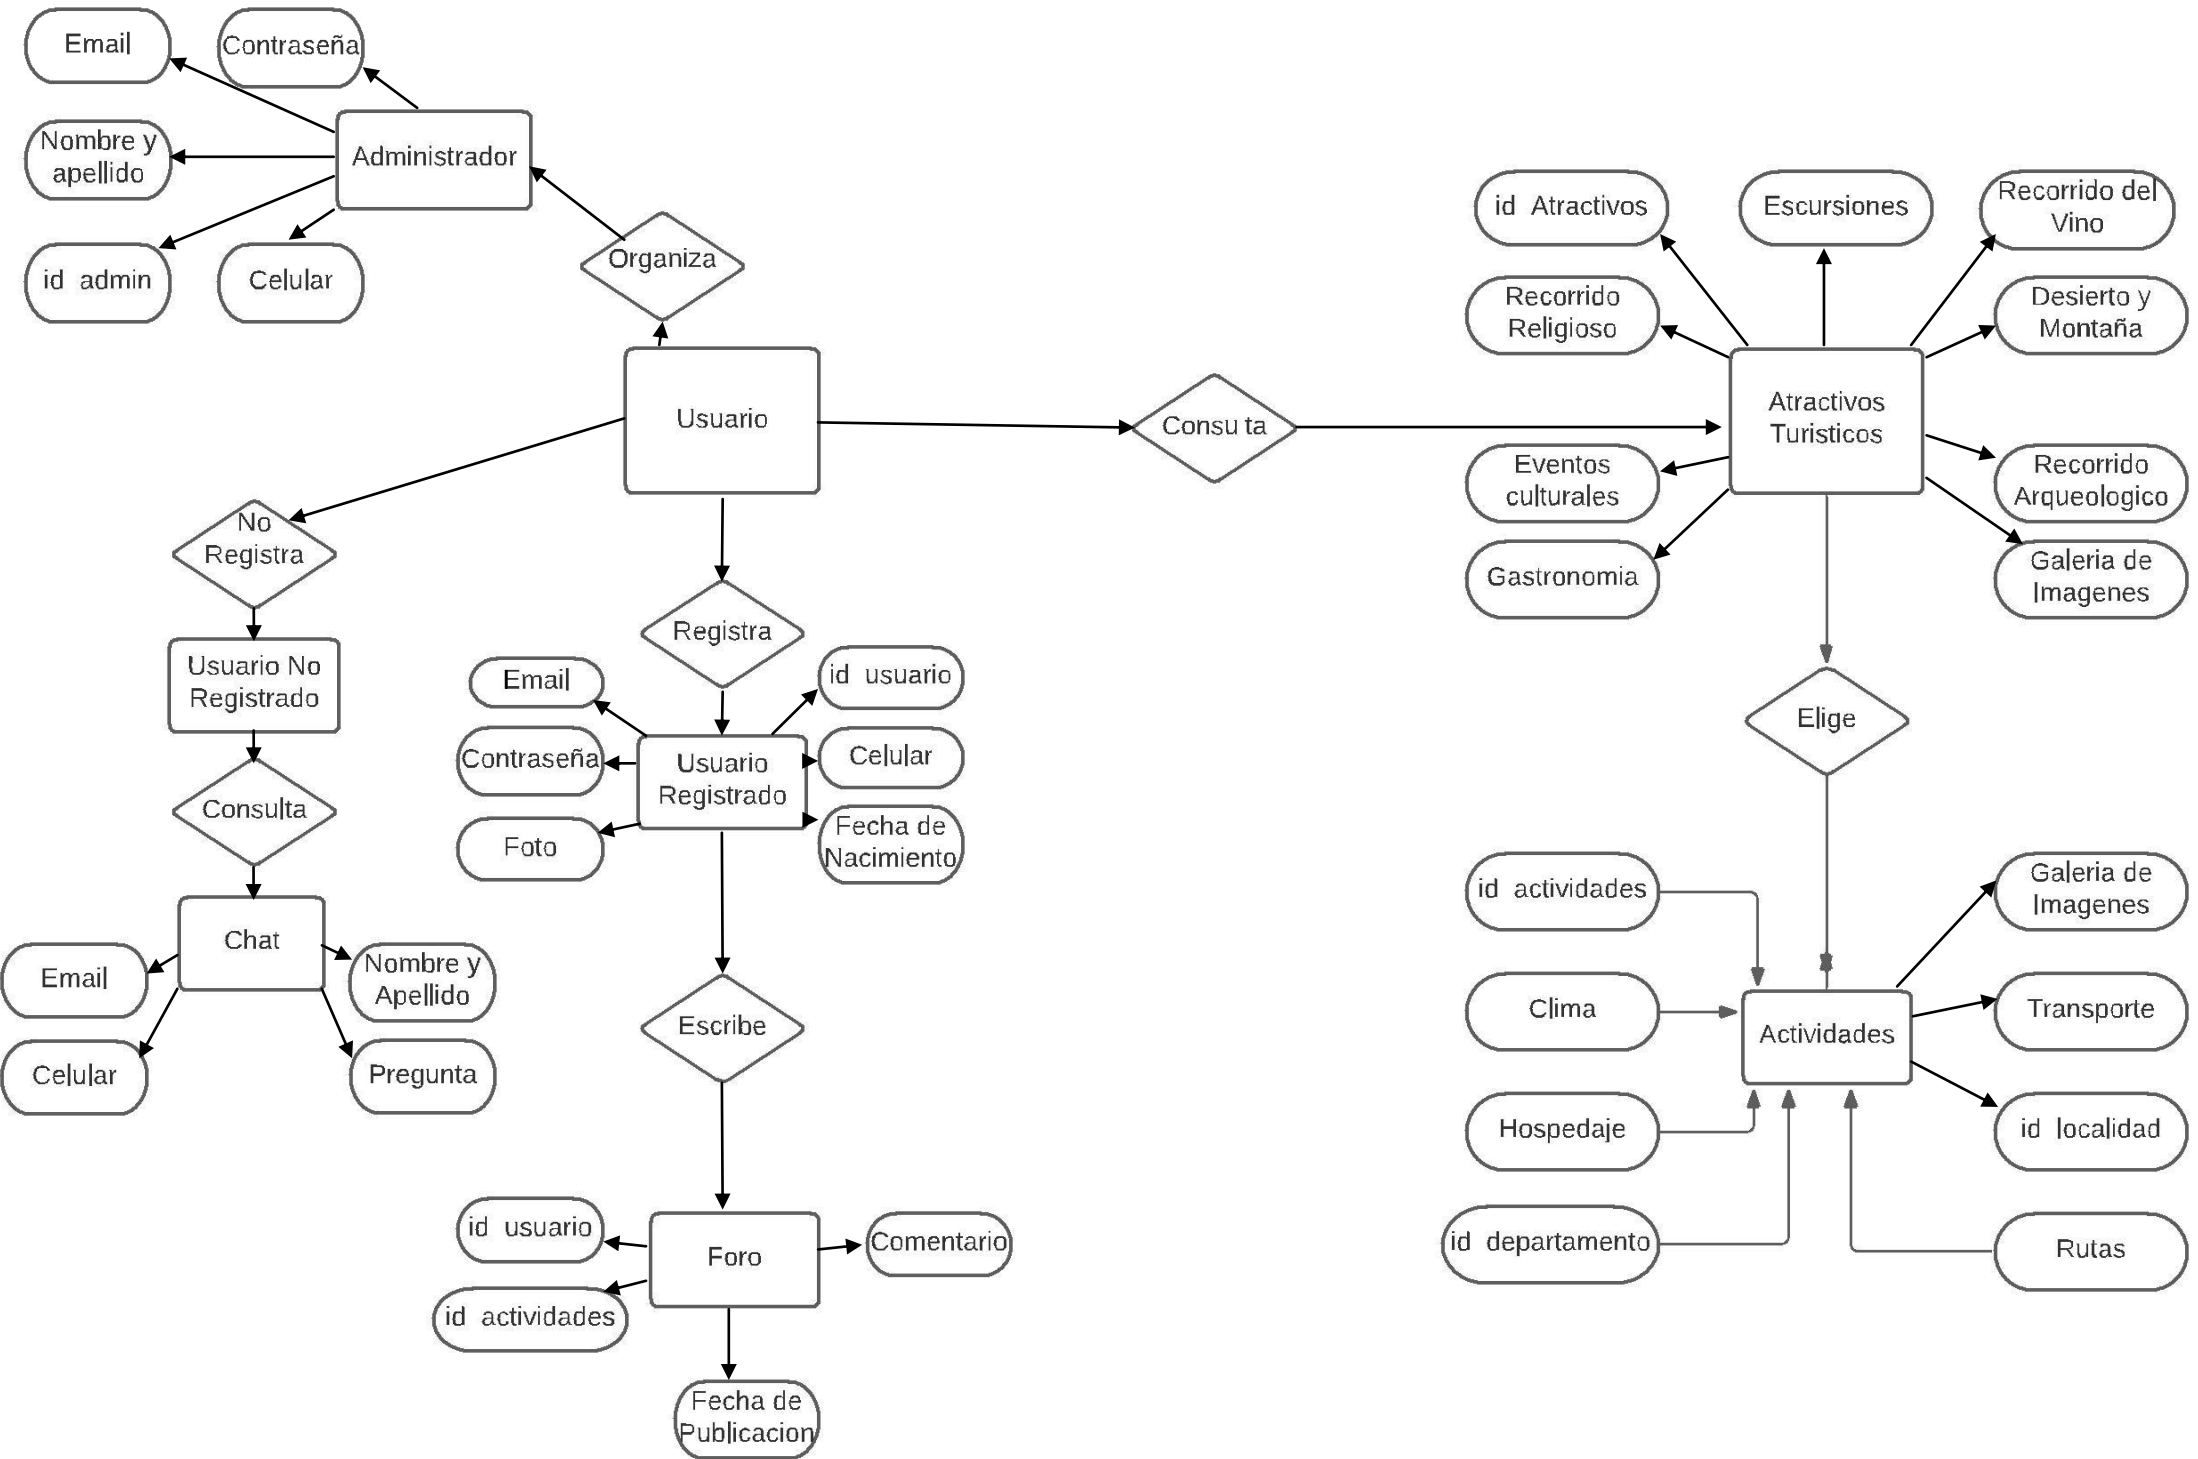 Email
Contraseña
Nombre y
apellido
Administrador
id admin
Celular
Organiza
Usuario
Consu ta
id Atractivos
Escursiones
Recorrido del
Vino
Recorrido
Religioso
Desierto y
Montaña
Atractivos
Turisticos
Eventos
culturales
Recorrido
Arqueologico
Gastronomia
Galeria de
Imagenes
No
Registra
Registra
Elige
Usuario No
Registrado
Email
id usuario
Contraseña
Usuario
Registrado
Celular
Foto
Fecha de
Nacimiento
Consulta
Chat
Email
Nombre y
Apellido
Celular
Pregunta
Escribe
id actividades
Galeria de
Imagenes
Clima
Actividades
Transporte
Hospedaje
id localidad
id departamento
Rutas
id usuario
Foro
Comentario
id actividades
Fecha de
Publicacion